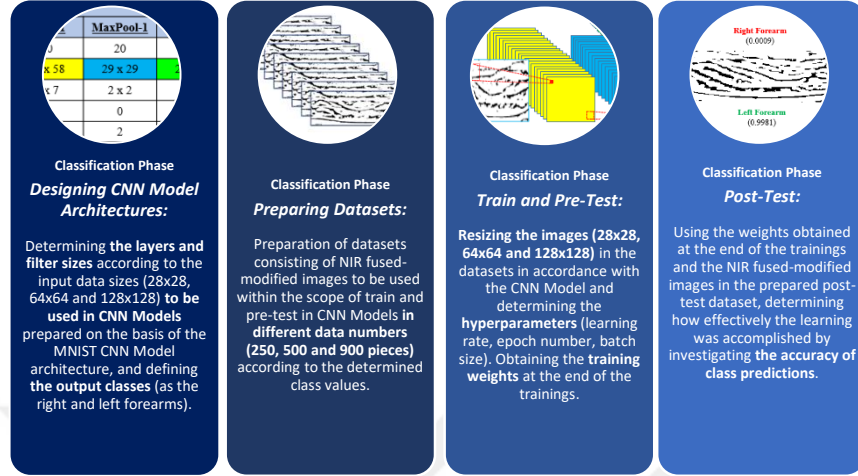 MaxPool-1
20
x 58
29 x 29
2
x 7
2 x 2
0
2
Classification Phase
Designing CNN Model
Architectures:
Determining the layers and
filter sizes according to the
input data sizes (28x28,
64x64 and 128x128) to be
used in CNN Models
prepared on the basis of the
MNIST CNN Model
architecture, and defining
the output classes (as the
right and left forearms).
Classification Phase
Preparing Datasets:
Preparation of datasets
consisting of NIR fused-
modified images to be used
within the scope of train and
pre-test in CNN Models in
different data numbers
(250, 500 and 900 pieces)
according to the determined
class values.
Classification Phase
Train and Pre-Test:
Resizing the images (28x28,
64x64 and 128x128) in the
datasets in accordance with
the CNN Model and
determining the
hyperparameters (learning
rate, epoch number, batch
size). Obtaining the training
weights at the end of the
trainings.
Right Forearm
(0.0009)
Left Forearm
(0.9981)
Classification Phase
Post-Test:
Using the weights obtained
at the end of the trainings
and the NIR fused-modified
images in the prepared post-
test dataset, determining
how effectively the learning
was accomplished by
investigating the accuracy of
class predictions.